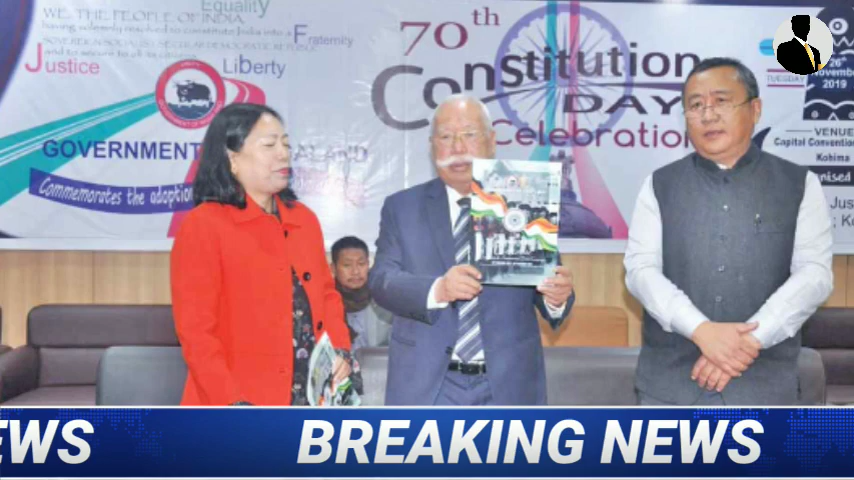 Equality
WE, THE PEOPLE OF INDIA
having solemnly resolved to constitute India into a
SOVEREIGN SOCIALIST SECULAR DEMOCRATIC REPUBLIC
and to secure to all its citizens
Fraternity
Justice
Liberty
70th
Constitution
DAY
Celebration
TUESDAY
26th
November
2019
VENUE
Capital Convention
Kohima
GOVERNMENT ALAND
Commemorates the adoption
EWS
BREAKING NEWS